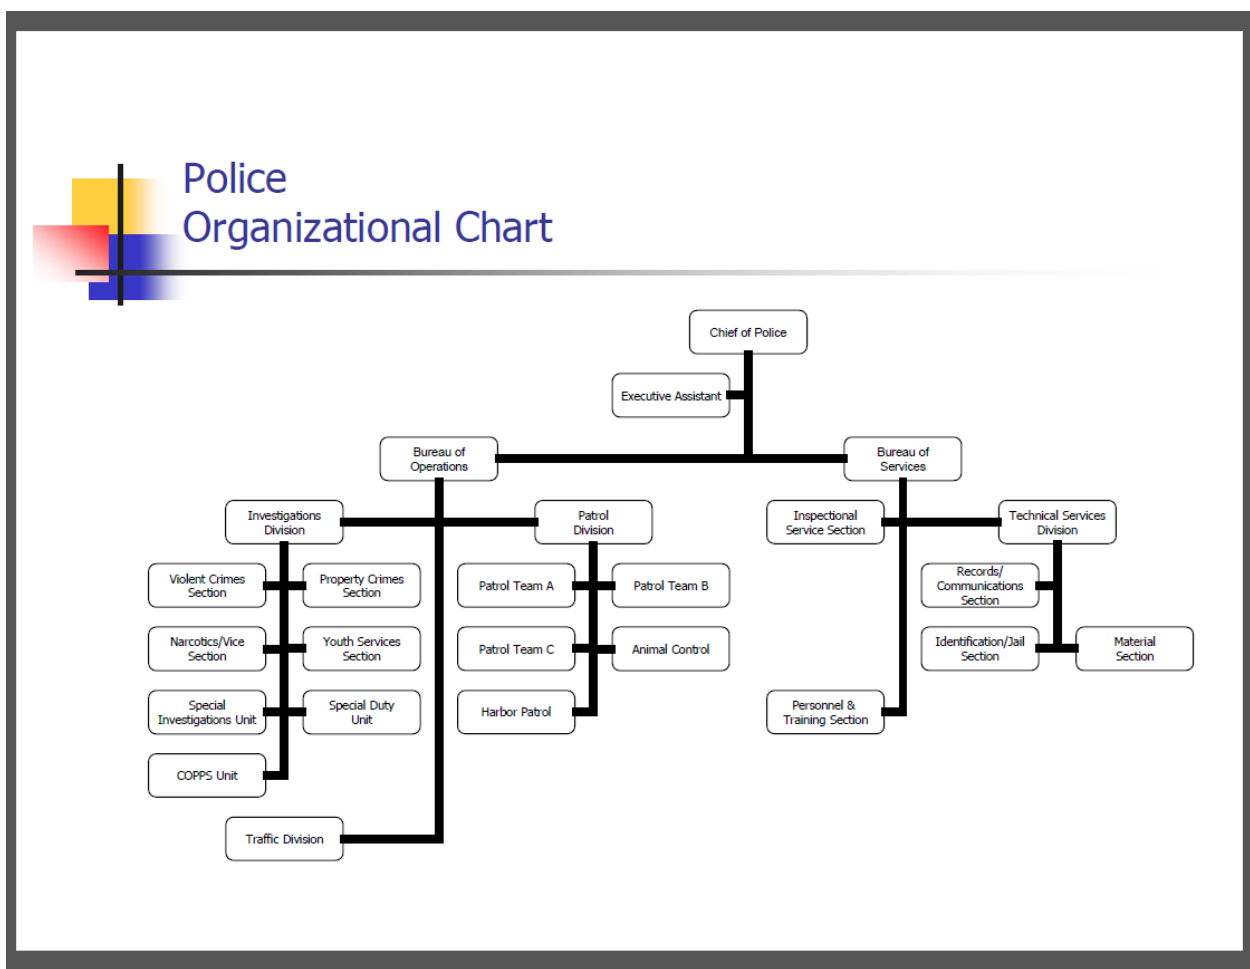 Police
Organizational Chart
Chief of Police
Executive Assistant
Bureau of
Operations
Bureau of
Services
Investigations
Division
Patrol
Division
Inspectional
Service Section
Technical Services
Division
Violent Crimes
Section
Property Crimes
Section
Patrol Team A
Patrol Team B
Records/
Communications
Section
Narcotics/Vice
Section
Youth Services
Section
Patrol Team C
Animal Control
Identification/Jail
Section
Material
Section
Special
Investigations Unit
Special Duty
Unit
Harbor Patrol
Personnel &
Training Section
COPPS Unit
Traffic Division